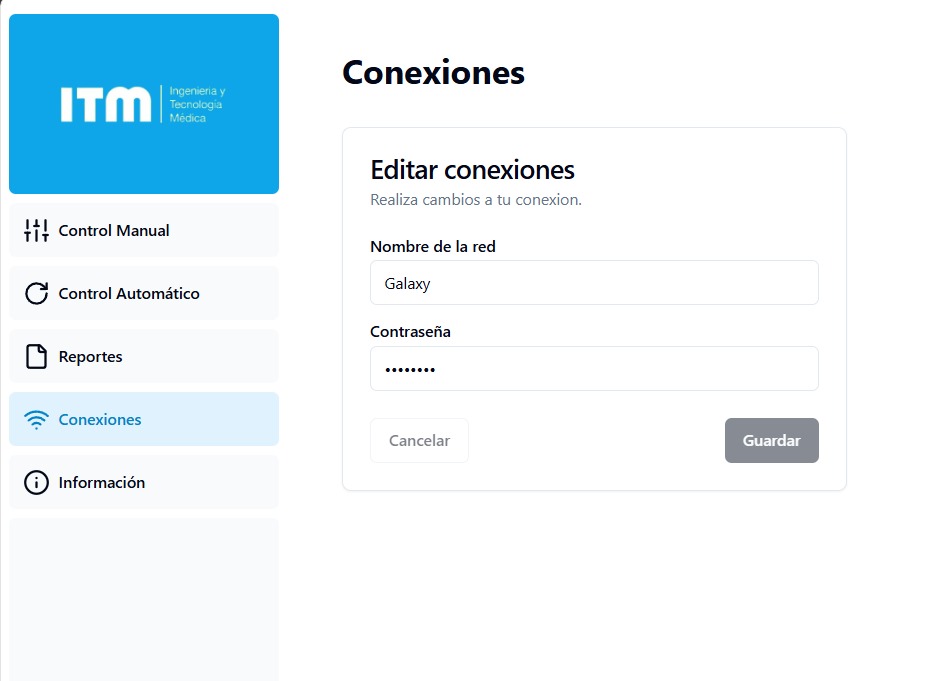 ITM
Ingeniería y
Tecnología
Médica
Control Manual
Control Automático
Reportes
Conexiones
Información
Conexiones
Editar conexiones
Realiza cambios a tu conexion.
Nombre de la red
Galaxy
Contraseña
••••••••
Cancelar
Guardar